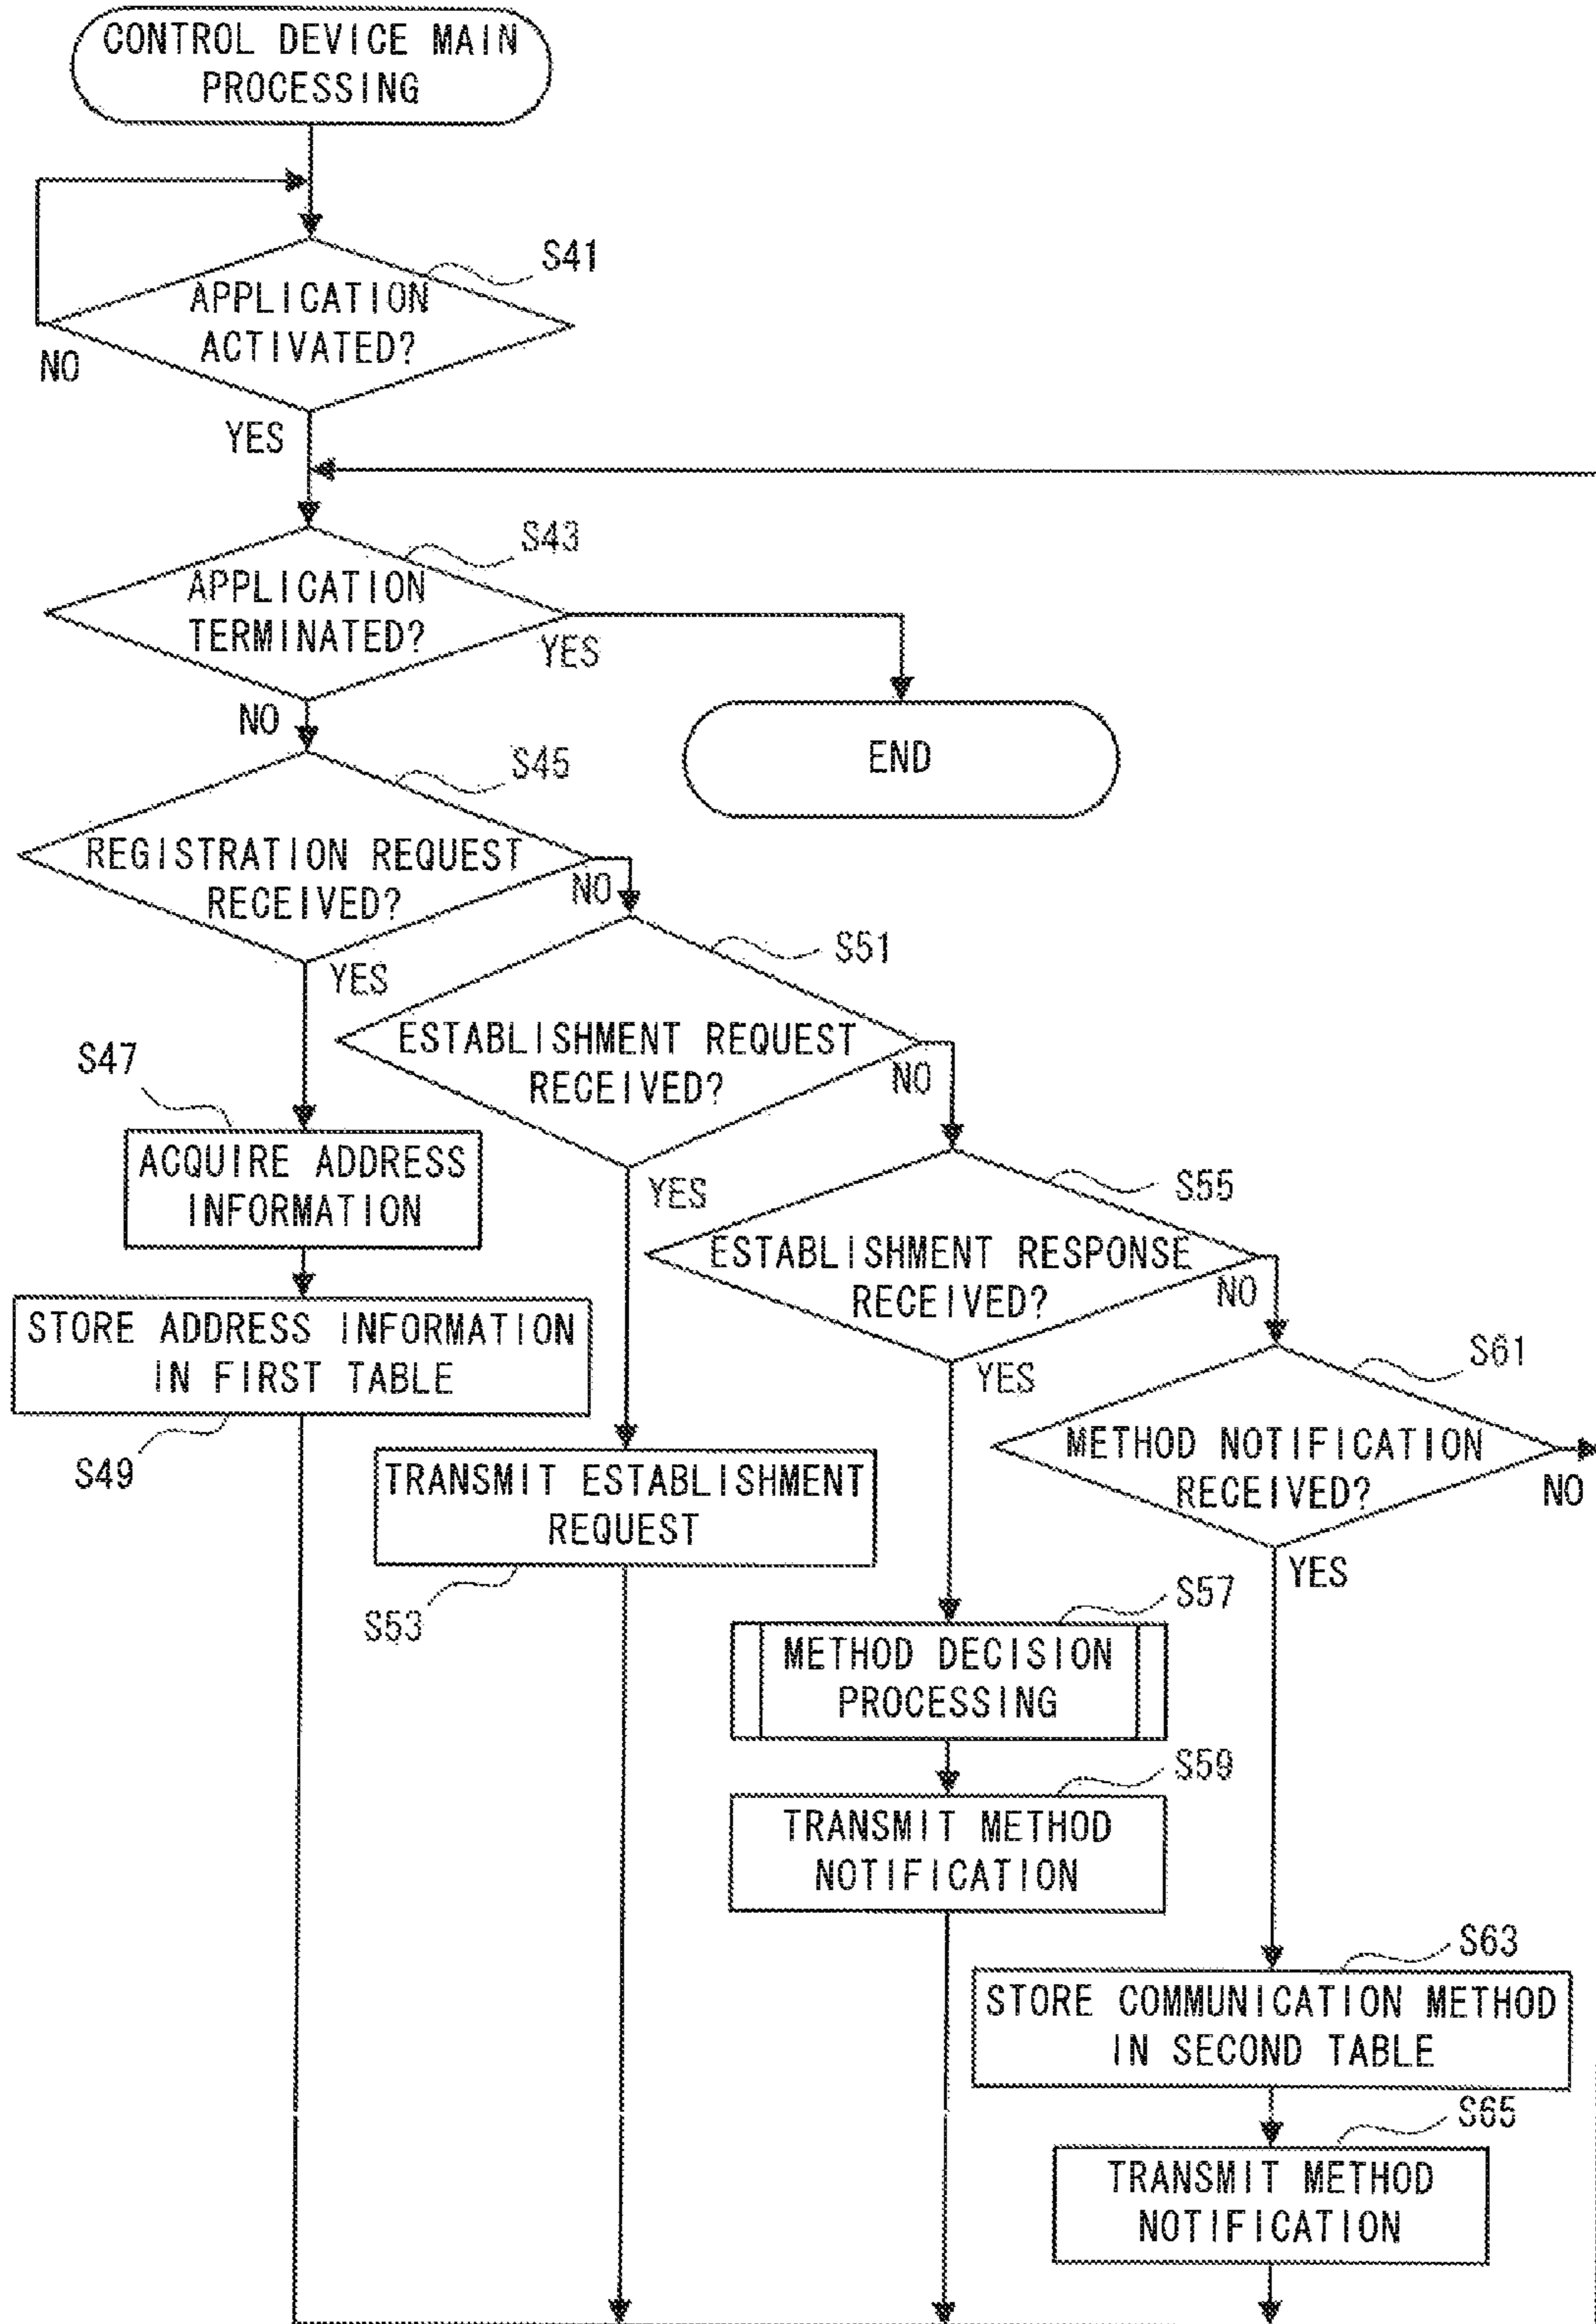 CONTROL DEVICE MAIN
PROCESSING
S41
APPLICATION
ACTIVATED?
NO
YES
S43
APPLICATION
TERMINATED?
YES
NO
END
S45
REGISTRATION REQUEST
RECEIVED?
NO
YES
S51
ESTABLISHMENT REQUEST
RECEIVED?
NO
YES
S47
ACQUIRE ADDRESS
INFORMATION
S55
ESTABLISHMENT RESPONSE
RECEIVED?
NO
YES
STORE ADDRESS INFORMATION
IN FIRST TABLE
S49
S61
METHOD NOTIFICATION
RECEIVED?
NO
YES
TRANSMIT ESTABLISHMENT
REQUEST
S53
S57
METHOD DECISION
PROCESSING
S59
TRANSMIT METHOD
NOTIFICATION
S63
STORE COMMUNICATION METHOD
IN SECOND TABLE
S65
TRANSMIT METHOD
NOTIFICATION